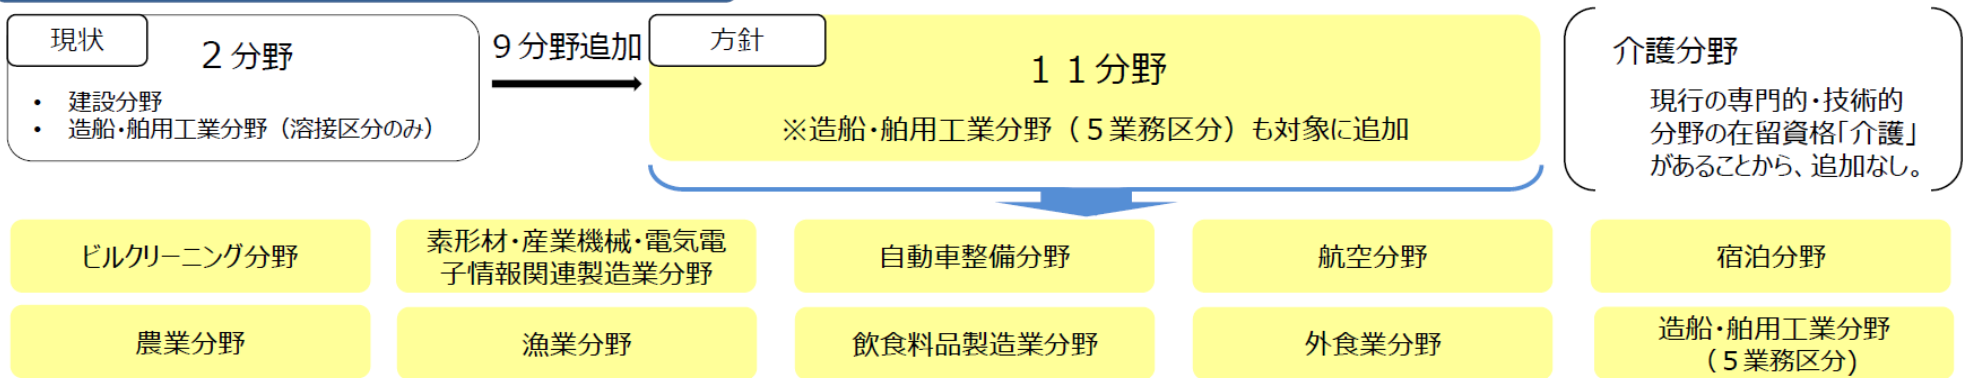 現状
2分野
・ 建設分野
・ 造船・舶用工業分野（溶接区分のみ）
9分野追加
方針
11分野
※造船・舶用工業分野（5業務区分）も対象に追加
介護分野
現行の専門的・技術的
分野の在留資格「介護」
があることから、追加なし。
ビルクリーニング分野
素形材・産業機械・電気電
子情報関連製造業分野
自動車整備分野
航空分野
宿泊分野
農業分野
漁業分野
飲食料品製造業分野
外食業分野
造船・舶用工業分野
（5業務区分)